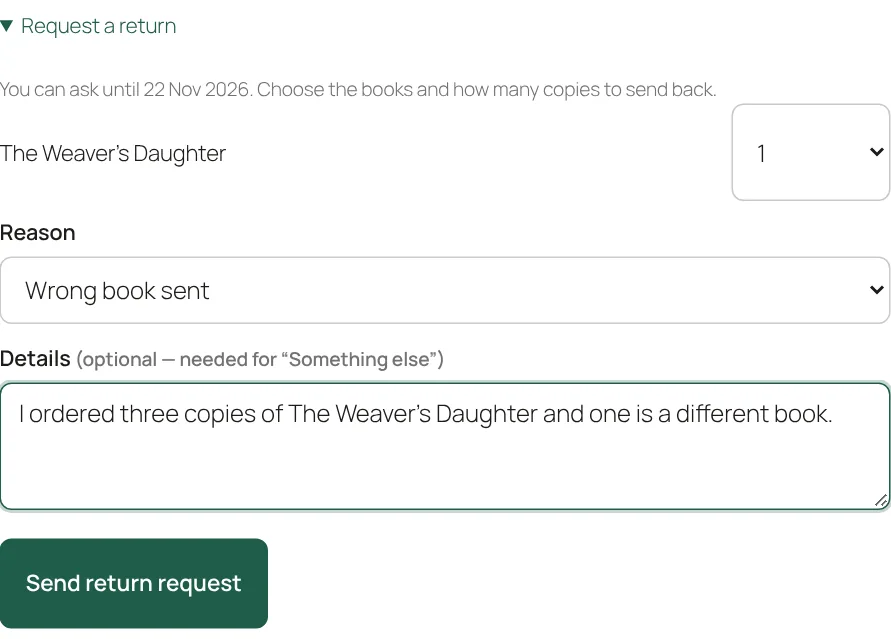 Request a return
You can ask until 22 Nov 2026. Choose the books and how many copies to send back.
The Weaver’s Daughter
1
Reason
Wrong book sent
Details (optional — needed for “Something else”)
I ordered three copies of The Weaver’s Daughter and one is a different book.
Send return request